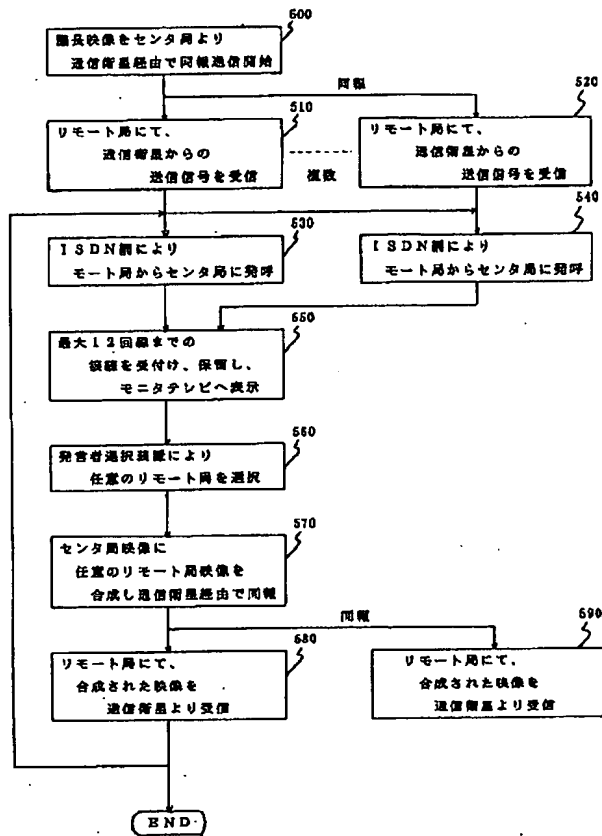 500
議長映像をセンタ局より
通信衛星経由で同報送信開始
同報
510
リモート局にて、
通信衛星からの
送信信号を受信
複数
520
リモート局にて、
通信衛星からの
送信信号を受信
530
ISDN網により
モート局からセンタ局に発呼
540
ISDN網により
モート局からセンタ局に発呼
550
最大12回線までの
接続を受付け、保留し、
モニタテレビへ表示
560
発言者選択装置により
任意のリモート局を選択
570
センタ局映像に
任意のリモート局映像を
合成し通信衛星経由で同報
同報
580
リモート局にて、
合成された映像を
通信衛星より受信
590
リモート局にて、
合成された映像を
通信衛星より受信
END